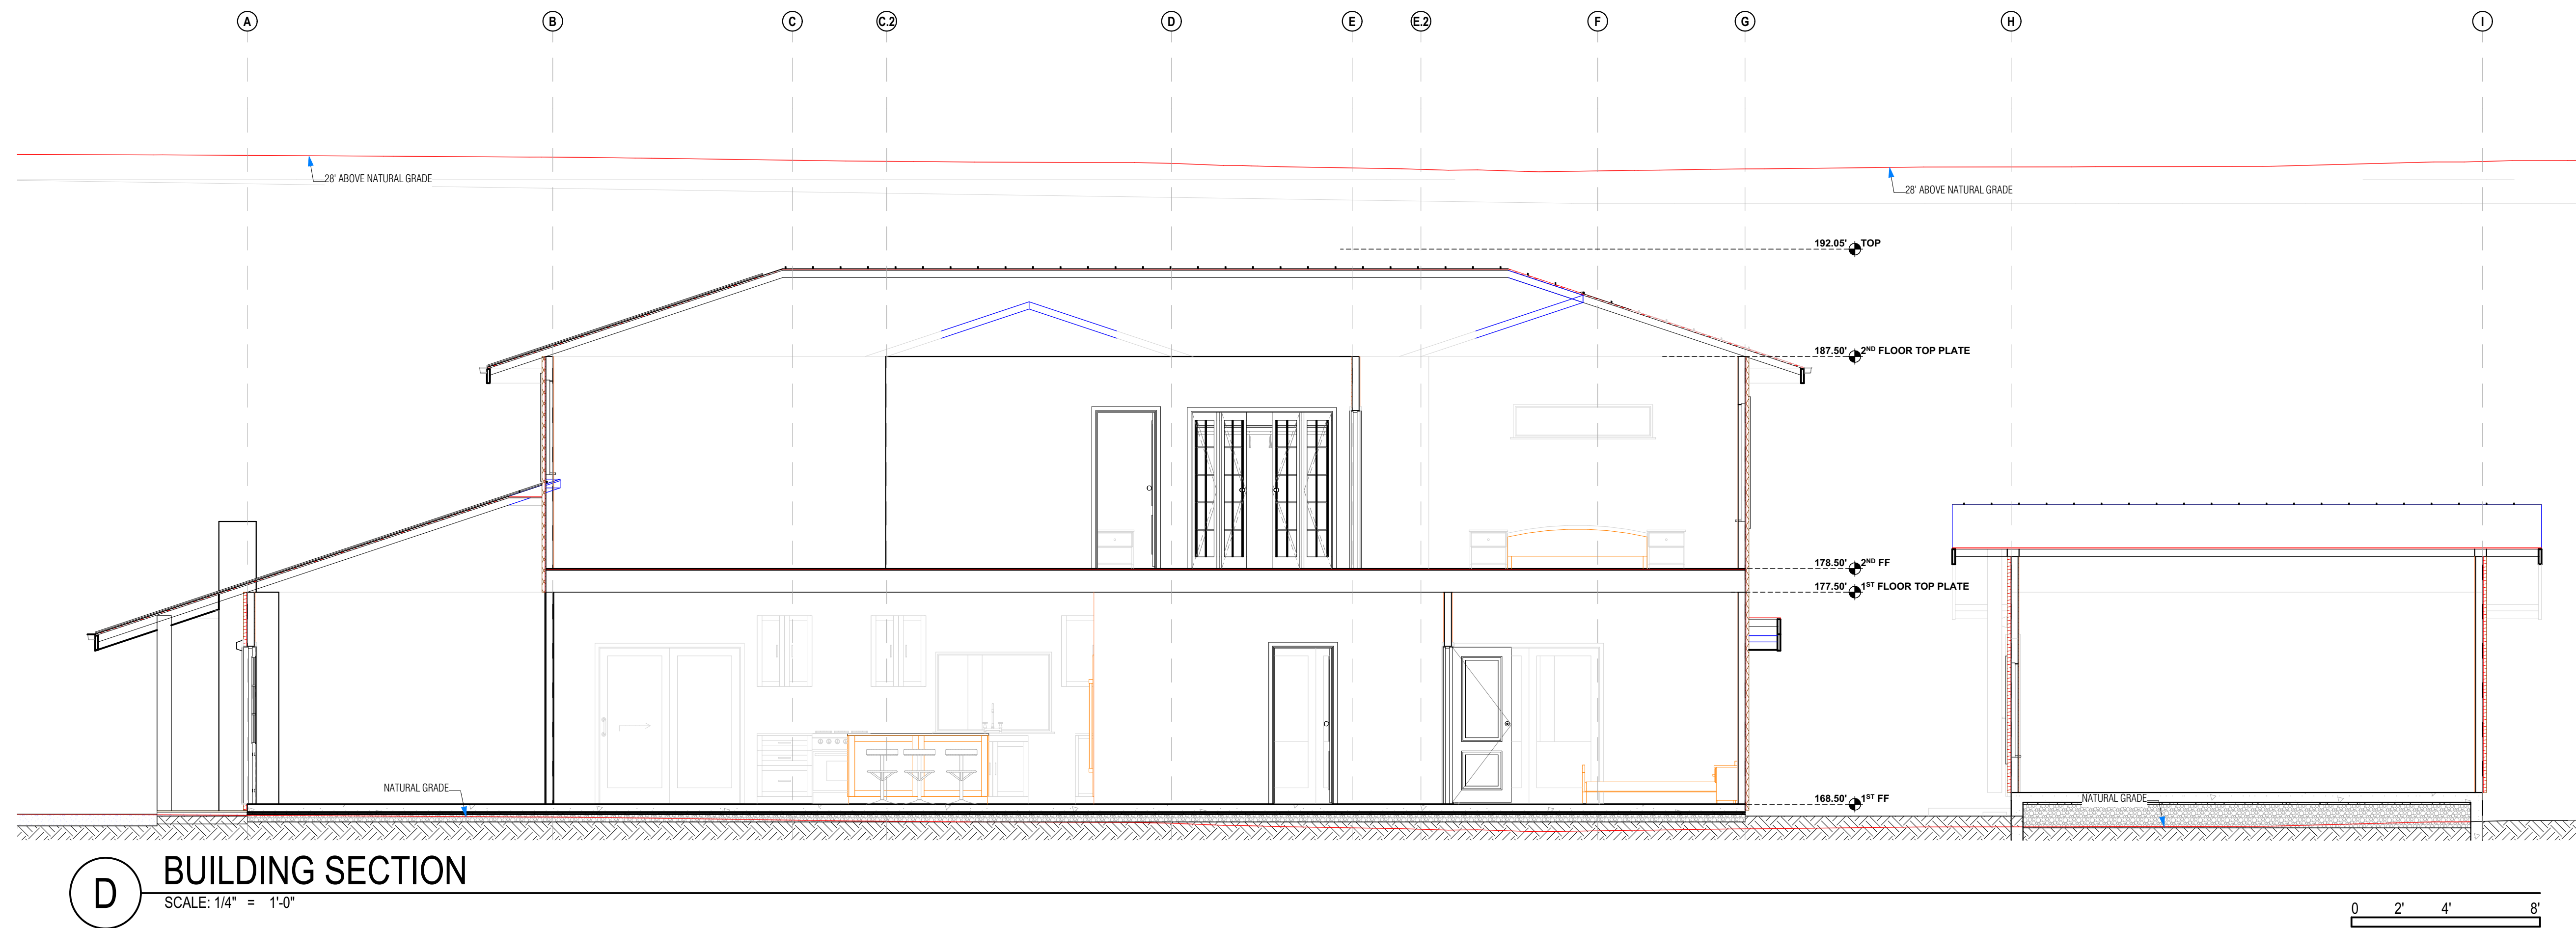 A B C C.2 D E E.2 F G H I
28' ABOVE NATURAL GRADE
28' ABOVE NATURAL GRADE
192.05' TOP
187.50' 2ND FLOOR TOP PLATE
178.50' 2ND FF
177.50' 1ST FLOOR TOP PLATE
NATURAL GRADE
168.50' 1ST FF
NATURAL GRADE
D
BUILDING SECTION
SCALE: 1/4" = 1'-0"
0 2' 4' 8'